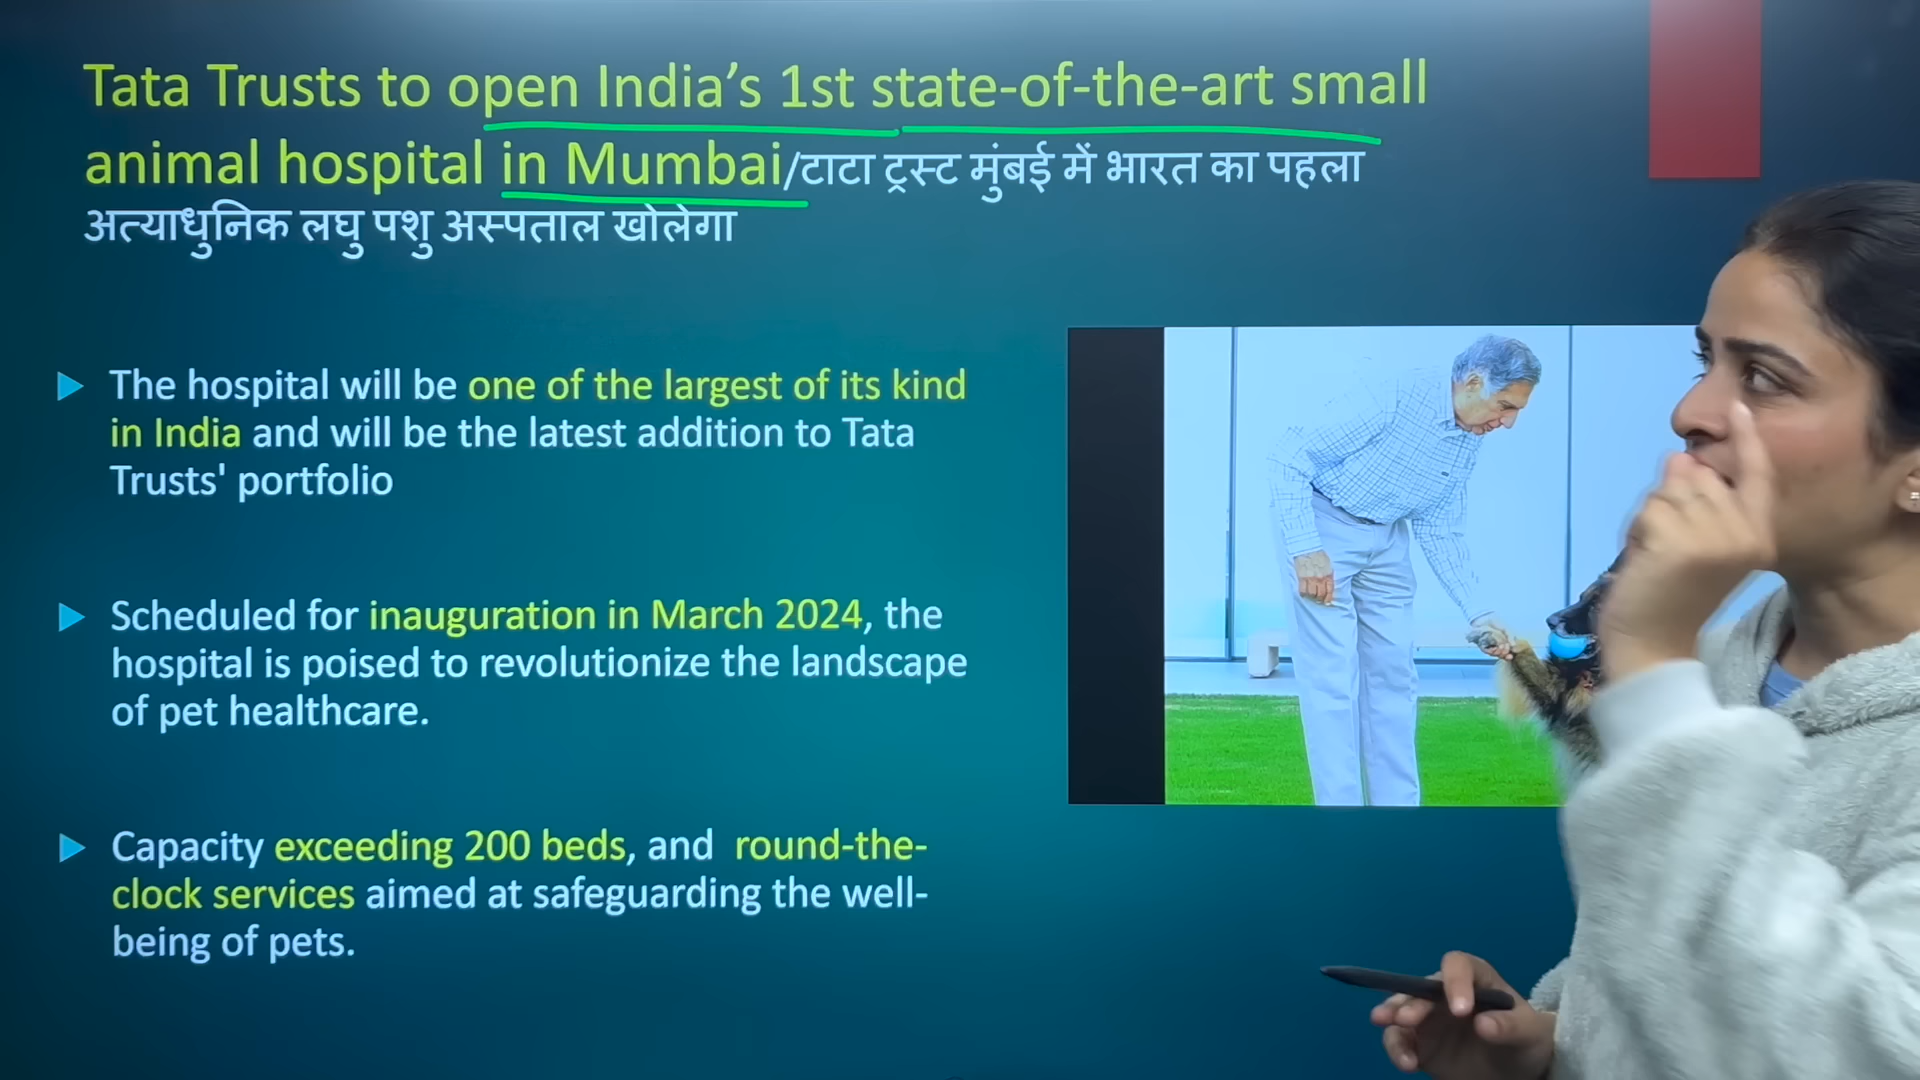 Tata Trusts to open India’s 1st state-of-the-art small
animal hospital in Mumbai/टाटा ट्रस्ट मुंबई में भारत का पहला
अत्याधुनिक लघु पशु अस्पताल खोलेगा
The hospital will be one of the largest of its kind
in India and will be the latest addition to Tata
Trusts' portfolio
Scheduled for inauguration in March 2024, the
hospital is poised to revolutionize the landscape
of pet healthcare.
Capacity exceeding 200 beds, and round-the-
clock services aimed at safeguarding the well-
being of pets.